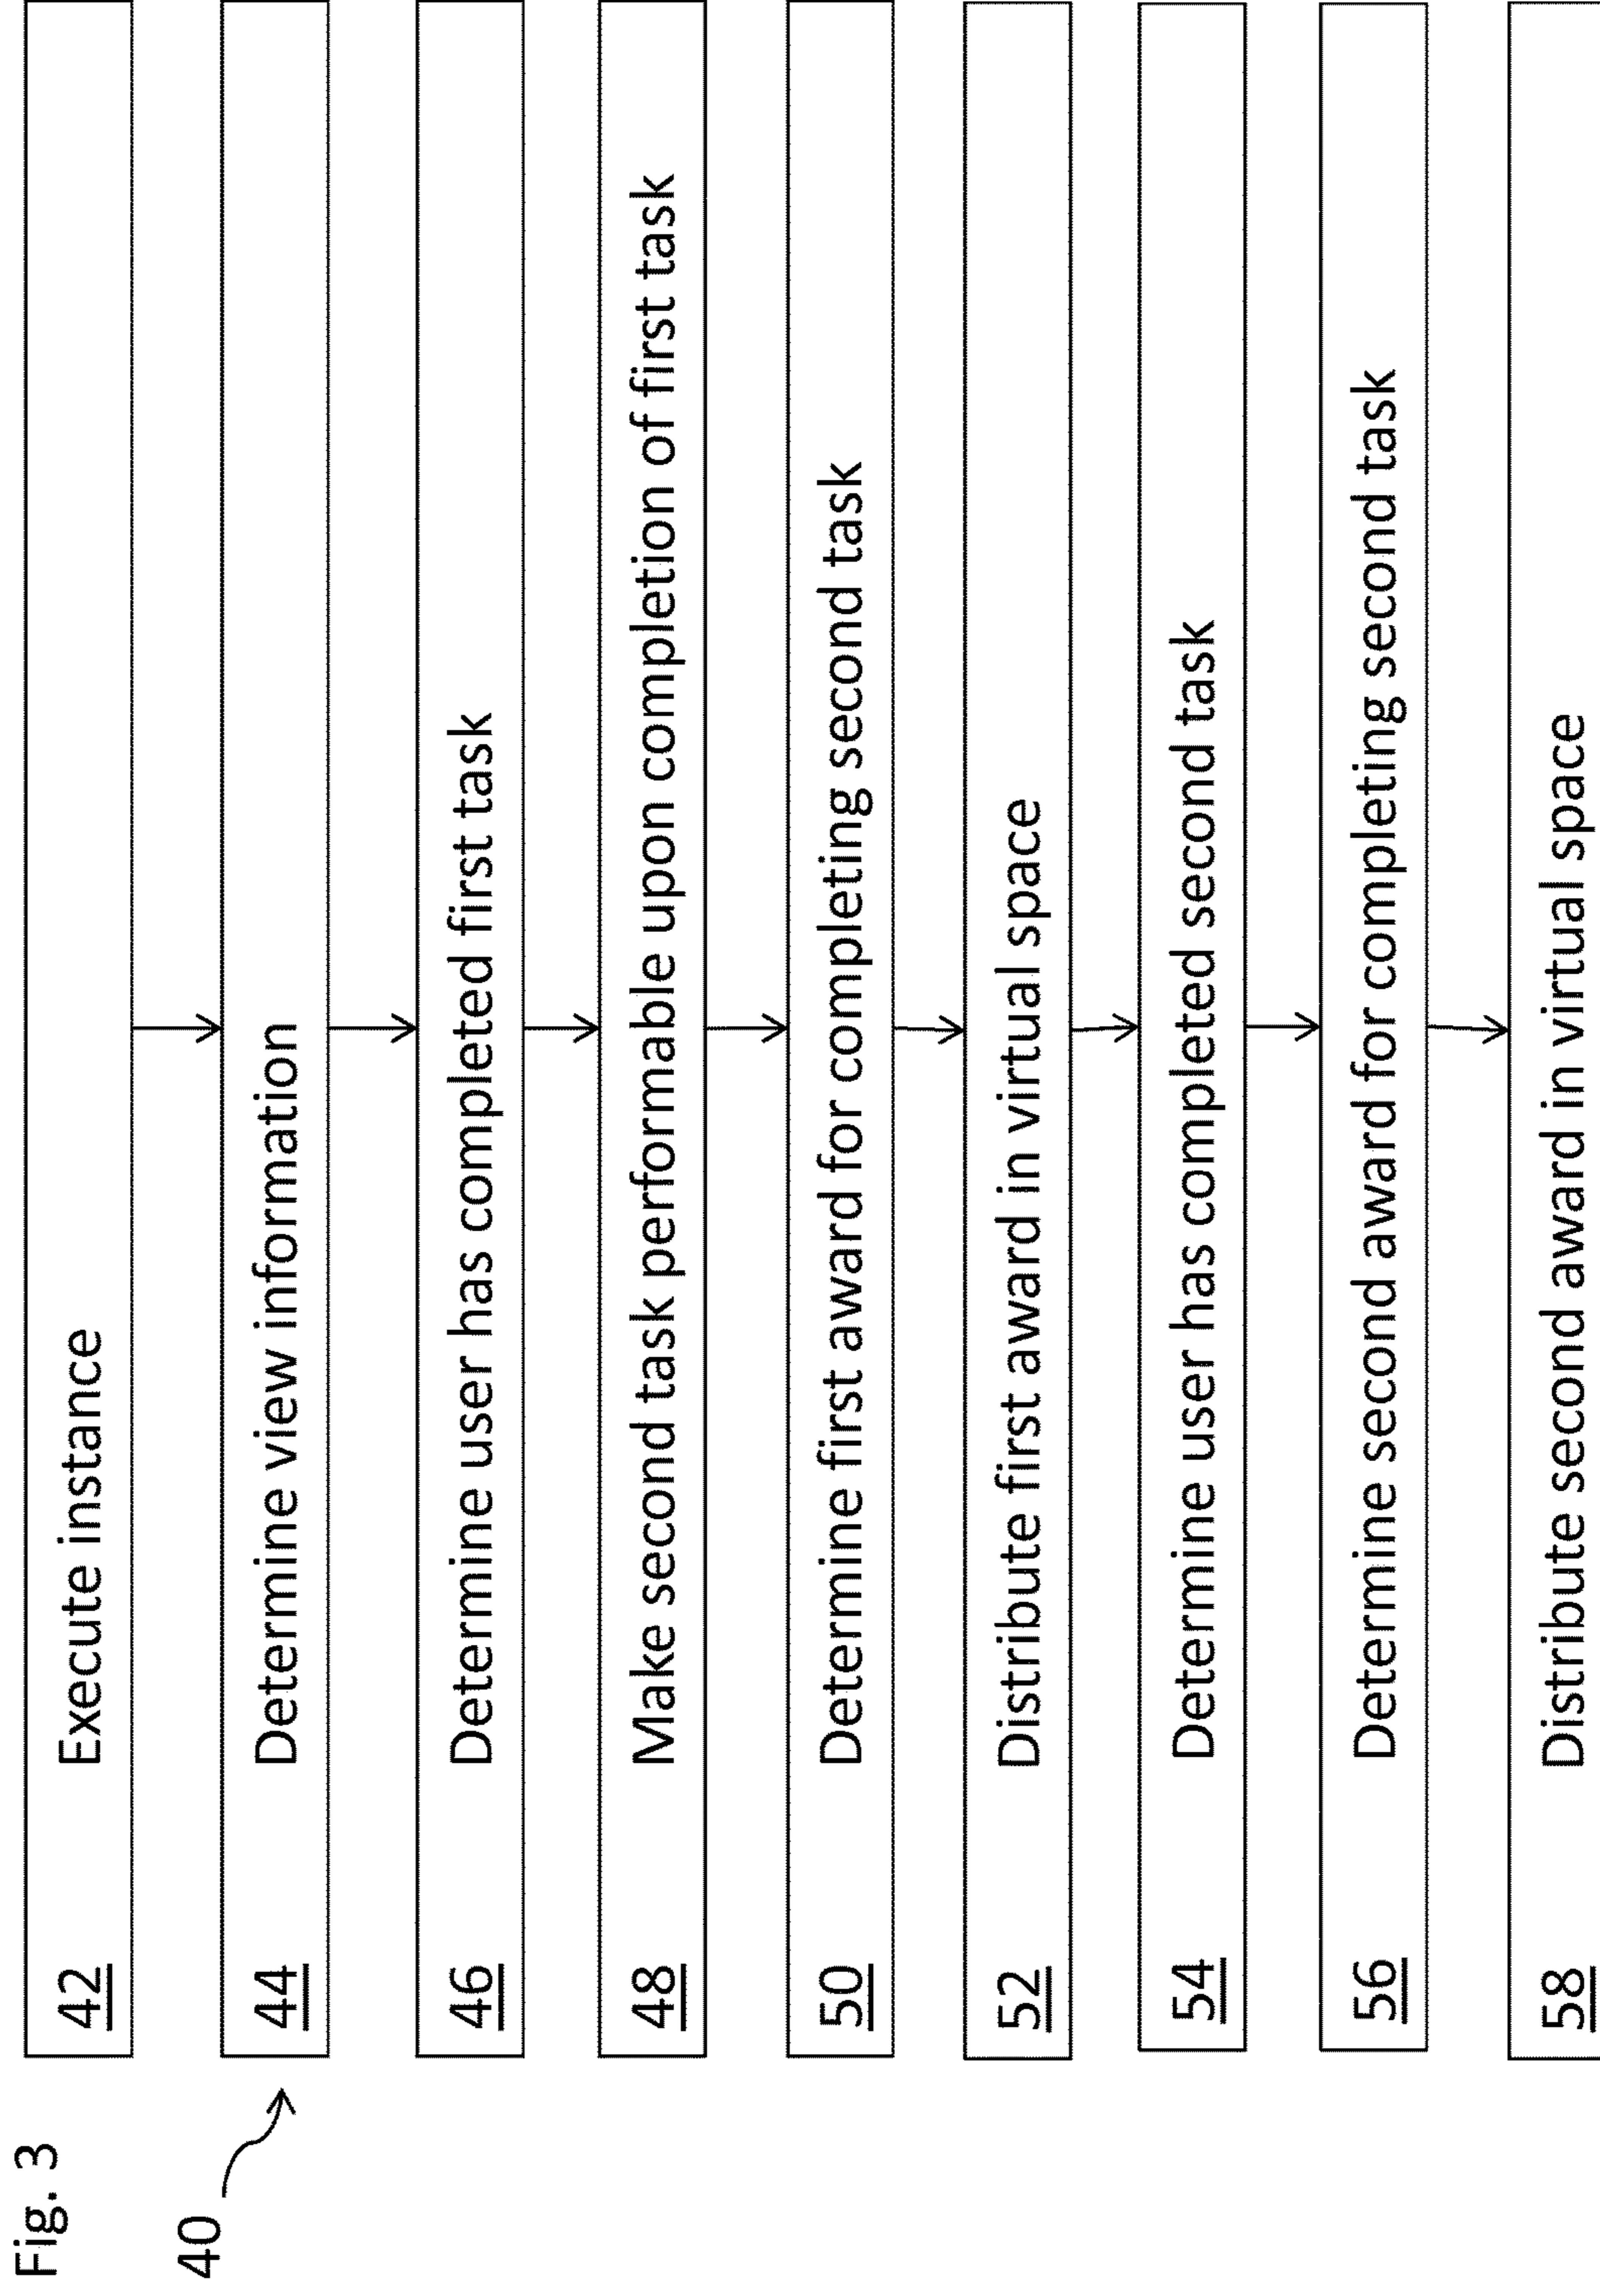 Fig. 3
40
42 Execute instance
44 Determine view information
46 Determine user has completed first task
48 Make second task performable upon completion of first task
50 Determine first award for completing second task
52 Distribute first award in virtual space
54 Determine user has completed second task
56 Determine second award for completing second task
58 Distribute second award in virtual space